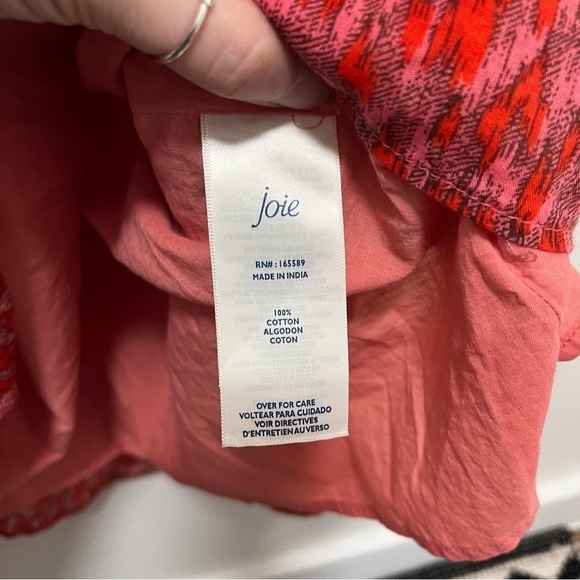 joie
RN# : 165589
MADE IN INDIA
100%
COTTON
ALGODON
COTON
OVER FOR CARE
VOLTEAR PARA CUIDADO
VOIR DIRECTIVES
D'ENTRETIEN AU VERSO